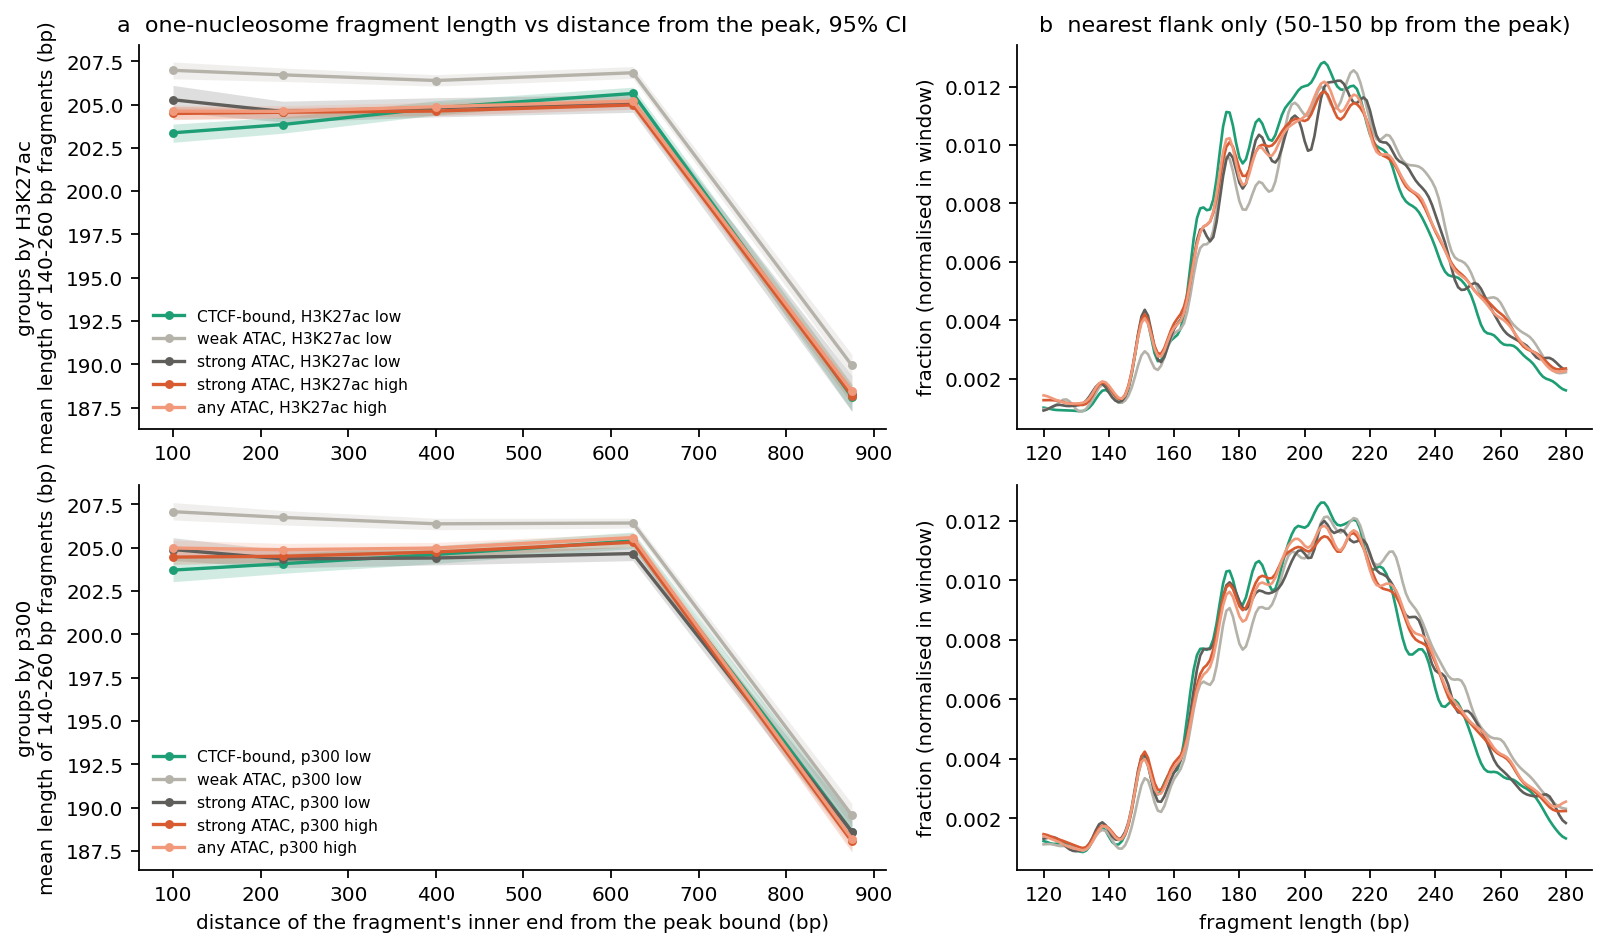 a  one-nucleosome fragment length vs distance from the peak, 95% CI
groups by H3K27ac
mean length of 140-260 bp fragments (bp)
207.5
205.0
202.5
200.0
197.5
195.0
192.5
190.0
187.5
CTCF-bound, H3K27ac low
weak ATAC, H3K27ac low
strong ATAC, H3K27ac low
strong ATAC, H3K27ac high
any ATAC, H3K27ac high
100 200 300 400 500 600 700 800 900
b  nearest flank only (50-150 bp from the peak)
fraction (normalised in window)
0.012
0.010
0.008
0.006
0.004
0.002
120 140 160 180 200 220 240 260 280
groups by p300
mean length of 140-260 bp fragments (bp)
207.5
205.0
202.5
200.0
197.5
195.0
192.5
190.0
187.5
CTCF-bound, p300 low
weak ATAC, p300 low
strong ATAC, p300 low
strong ATAC, p300 high
any ATAC, p300 high
100 200 300 400 500 600 700 800 900
distance of the fragment's inner end from the peak bound (bp)
fraction (normalised in window)
0.012
0.010
0.008
0.006
0.004
0.002
120 140 160 180 200 220 240 260 280
fragment length (bp)